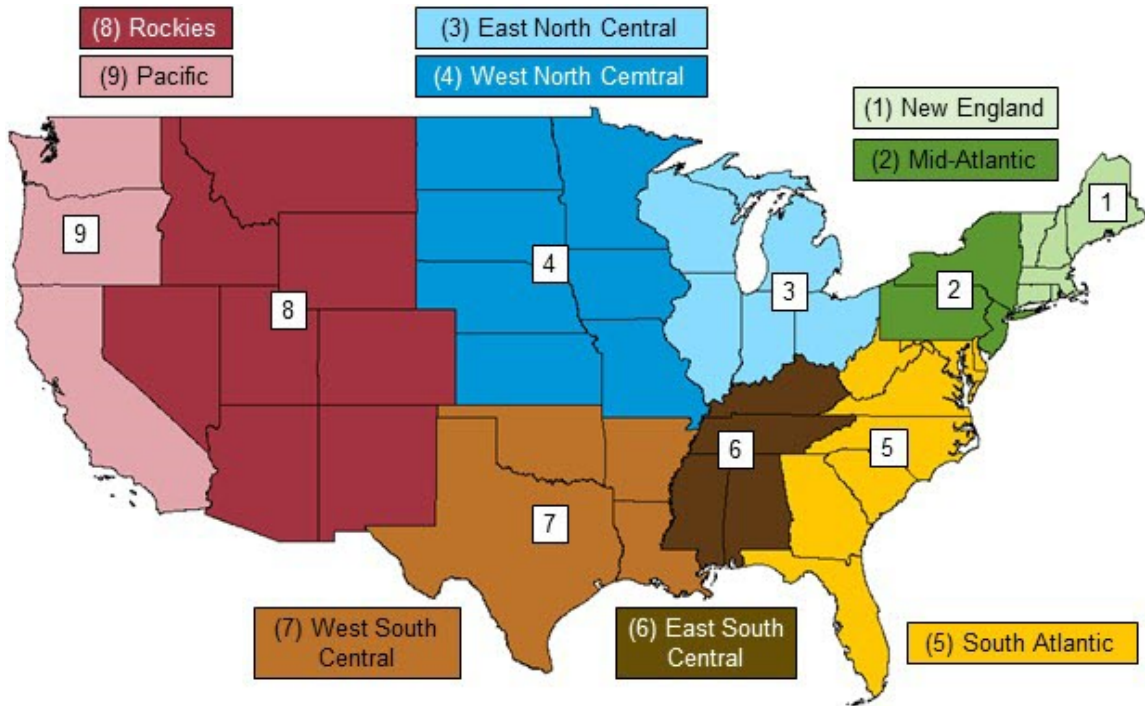 (8) Rockies
(3) East North Central
(9) Pacific
(4) West North Cemtral
(1) New England
(2) Mid-Atlantic
1
9
4
2
3
8
6
5
7
(7) West South
Central
(6) East South
Central
(5) South Atlantic